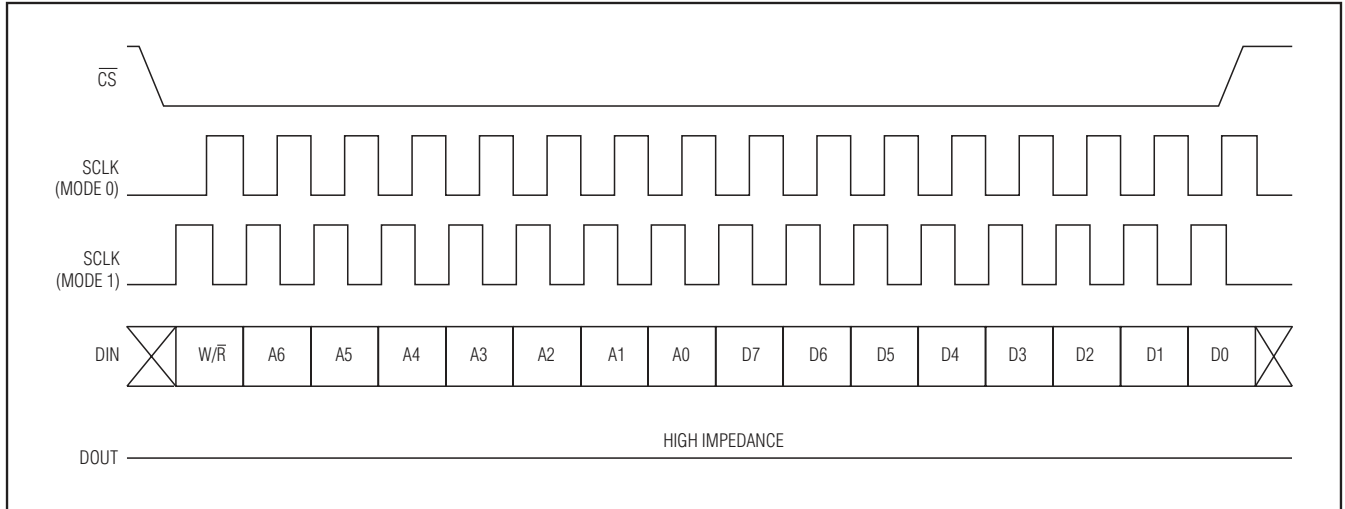 C̅S̅
SCLK
(MODE 0)
SCLK
(MODE 1)
DIN W/R̅ A6 A5 A4 A3 A2 A1 A0 D7 D6 D5 D4 D3 D2 D1 D0
HIGH IMPEDANCE
DOUT